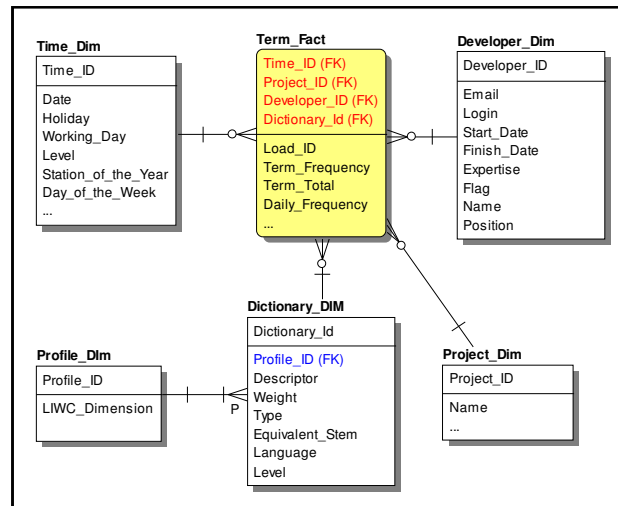 Time_Dim
Time_ID
Date
Holiday
Working_Day
Level
Station_of_the_Year
Day_of_the_Week
...
Term_Fact
Time_ID (FK)
Project_ID (FK)
Developer_ID (FK)
Dictionary_Id (FK)
Load_ID
Term_Frequency
Term_Total
Daily_Frequency
...
Developer_Dim
Developer_ID
Email
Login
Start_Date
Finish_Date
Expertise
Flag
Name
Position
Profile_DIm
Profile_ID
LIWC_Dimension
P
Dictionary_DIM
Dictionary_Id
Profile_ID (FK)
Descriptor
Weight
Type
Equivalent_Stem
Language
Level
Project_Dim
Project_ID
Name
...